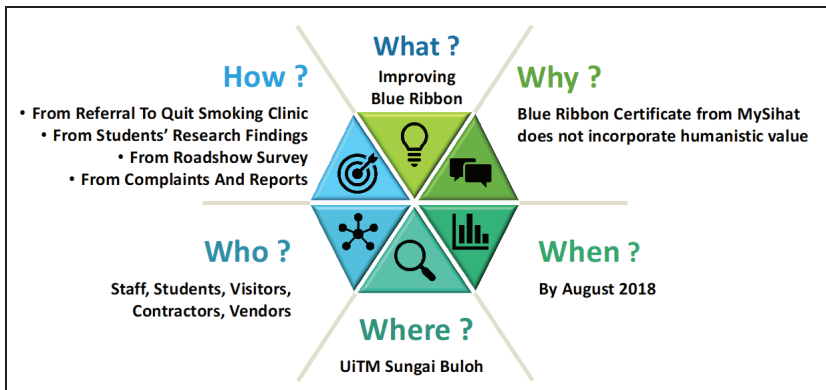 What ?
Improving
Blue Ribbon
Why ?
Blue Ribbon Certificate from MySihat
does not incorporate humanistic value
When ?
By August 2018
Where ?
UiTM Sungai Buloh
Who ?
Staff, Students, Visitors,
Contractors, Vendors
How ?
• From Referral To Quit Smoking Clinic
• From Students’ Research Findings
• From Roadshow Survey
• From Complaints And Reports